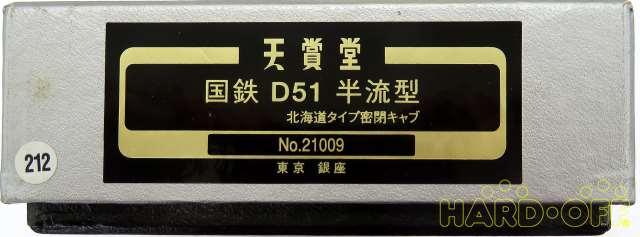 天賞堂
国鉄 D51 半流型
北海道タイプ密閉キャブ
No.21009
東京 銀座
212
HARD・OFF